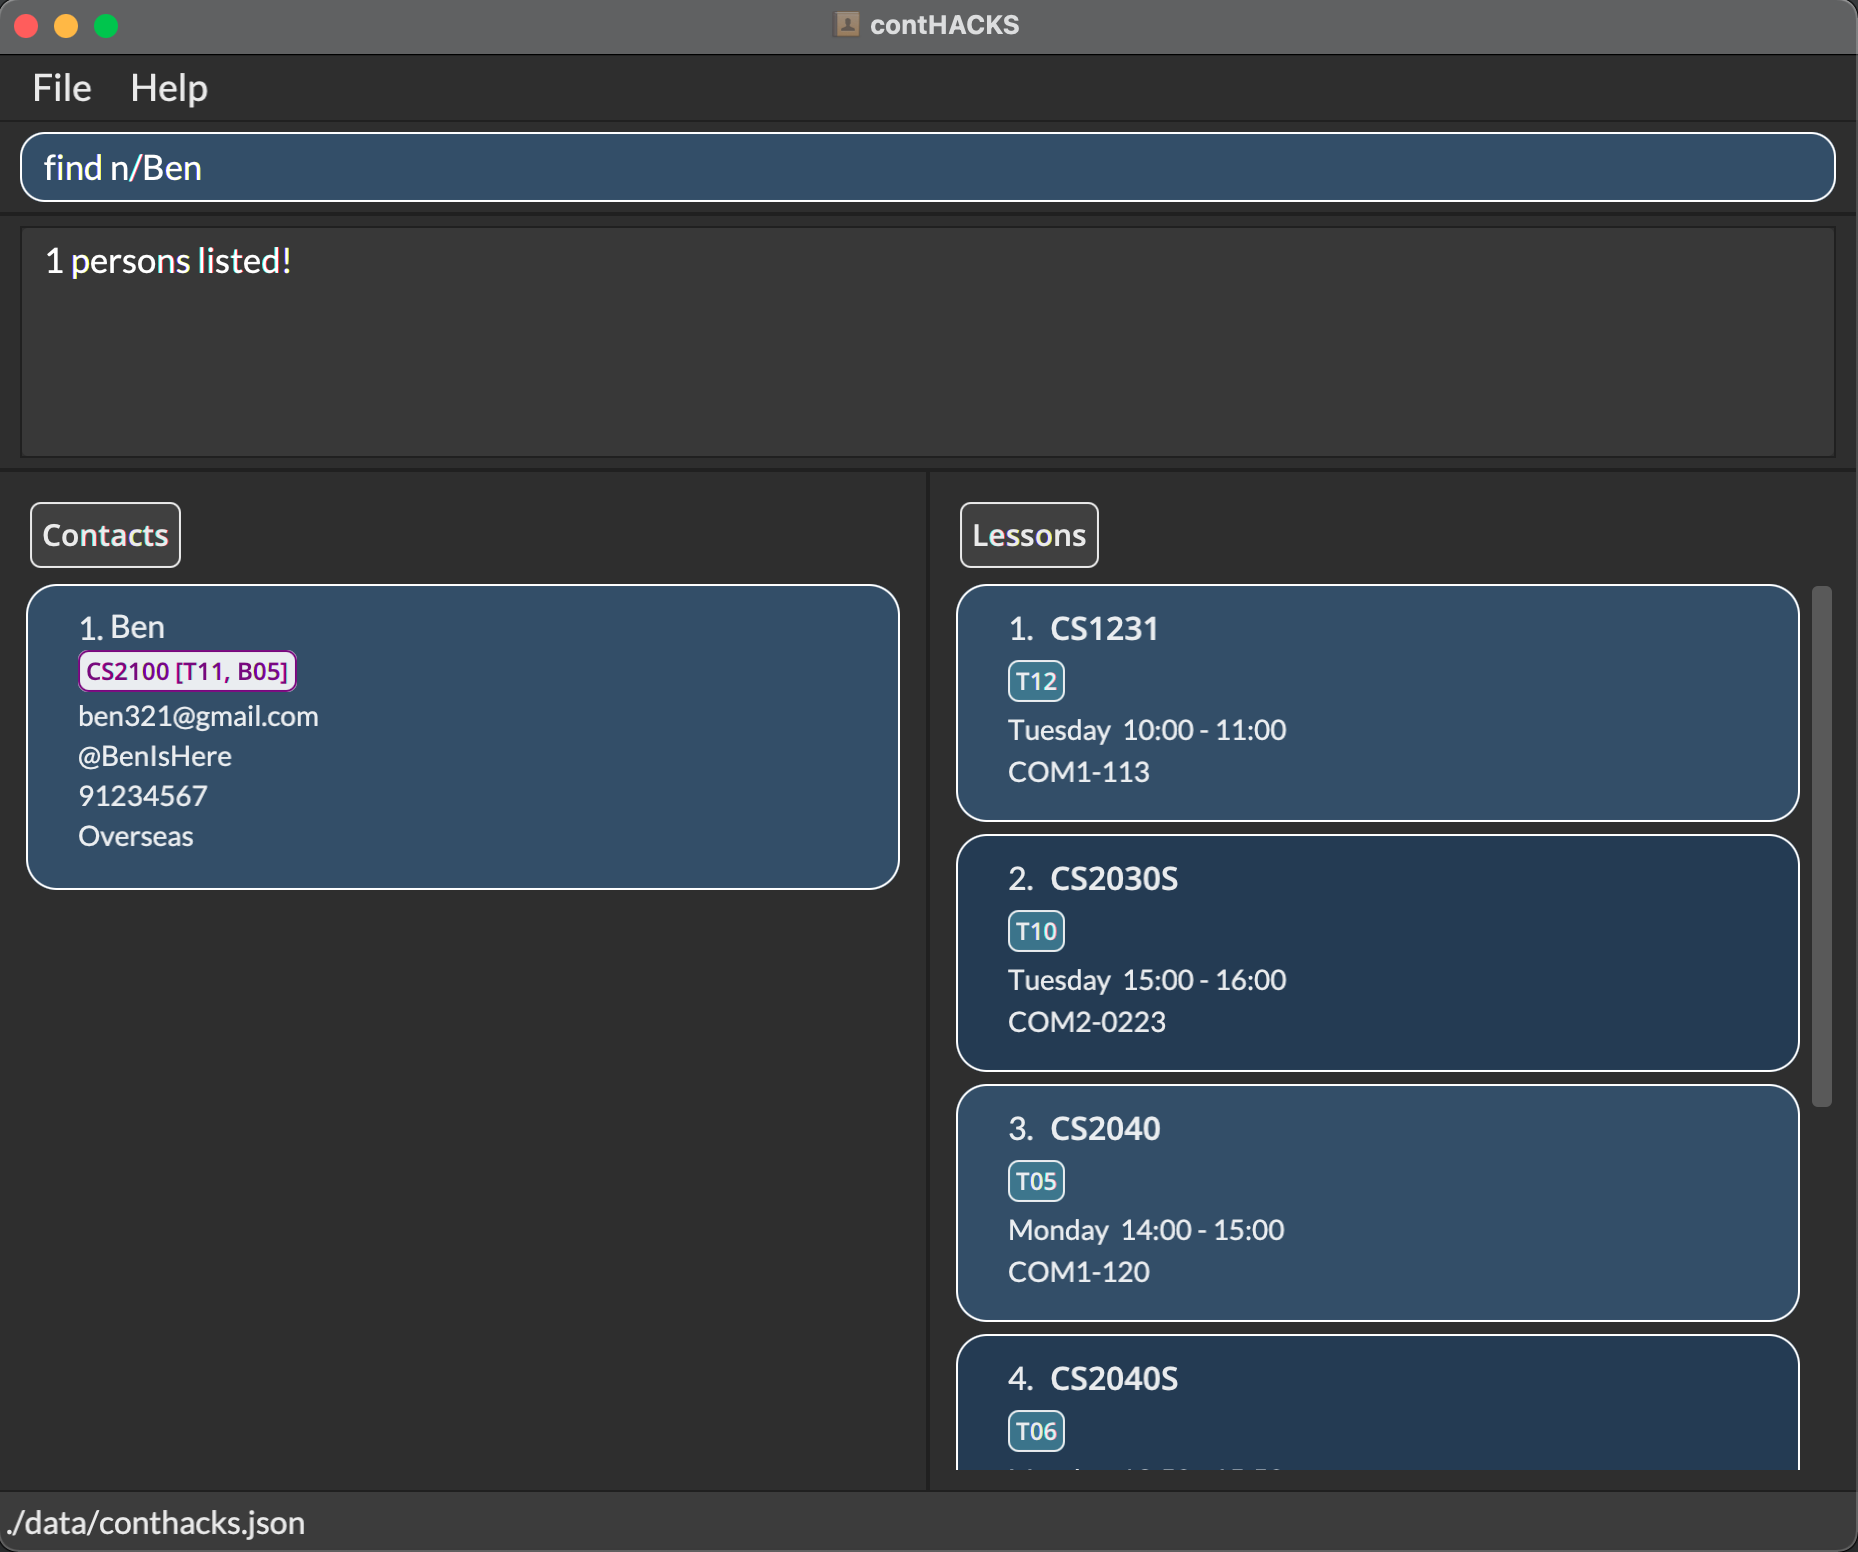 contHACKS
File Help
find n/Ben
1 persons listed!
Contacts
1. Ben
CS2100 [T11, B05]
ben321@gmail.com
@BenIsHere
91234567
Overseas
Lessons
1. CS1231
T12
Tuesday 10:00 - 11:00
COM1-113
2. CS2030S
T10
Tuesday 15:00 - 16:00
COM2-0223
3. CS2040
T05
Monday 14:00 - 15:00
COM1-120
4. CS2040S
T06
./data/conthacks.json